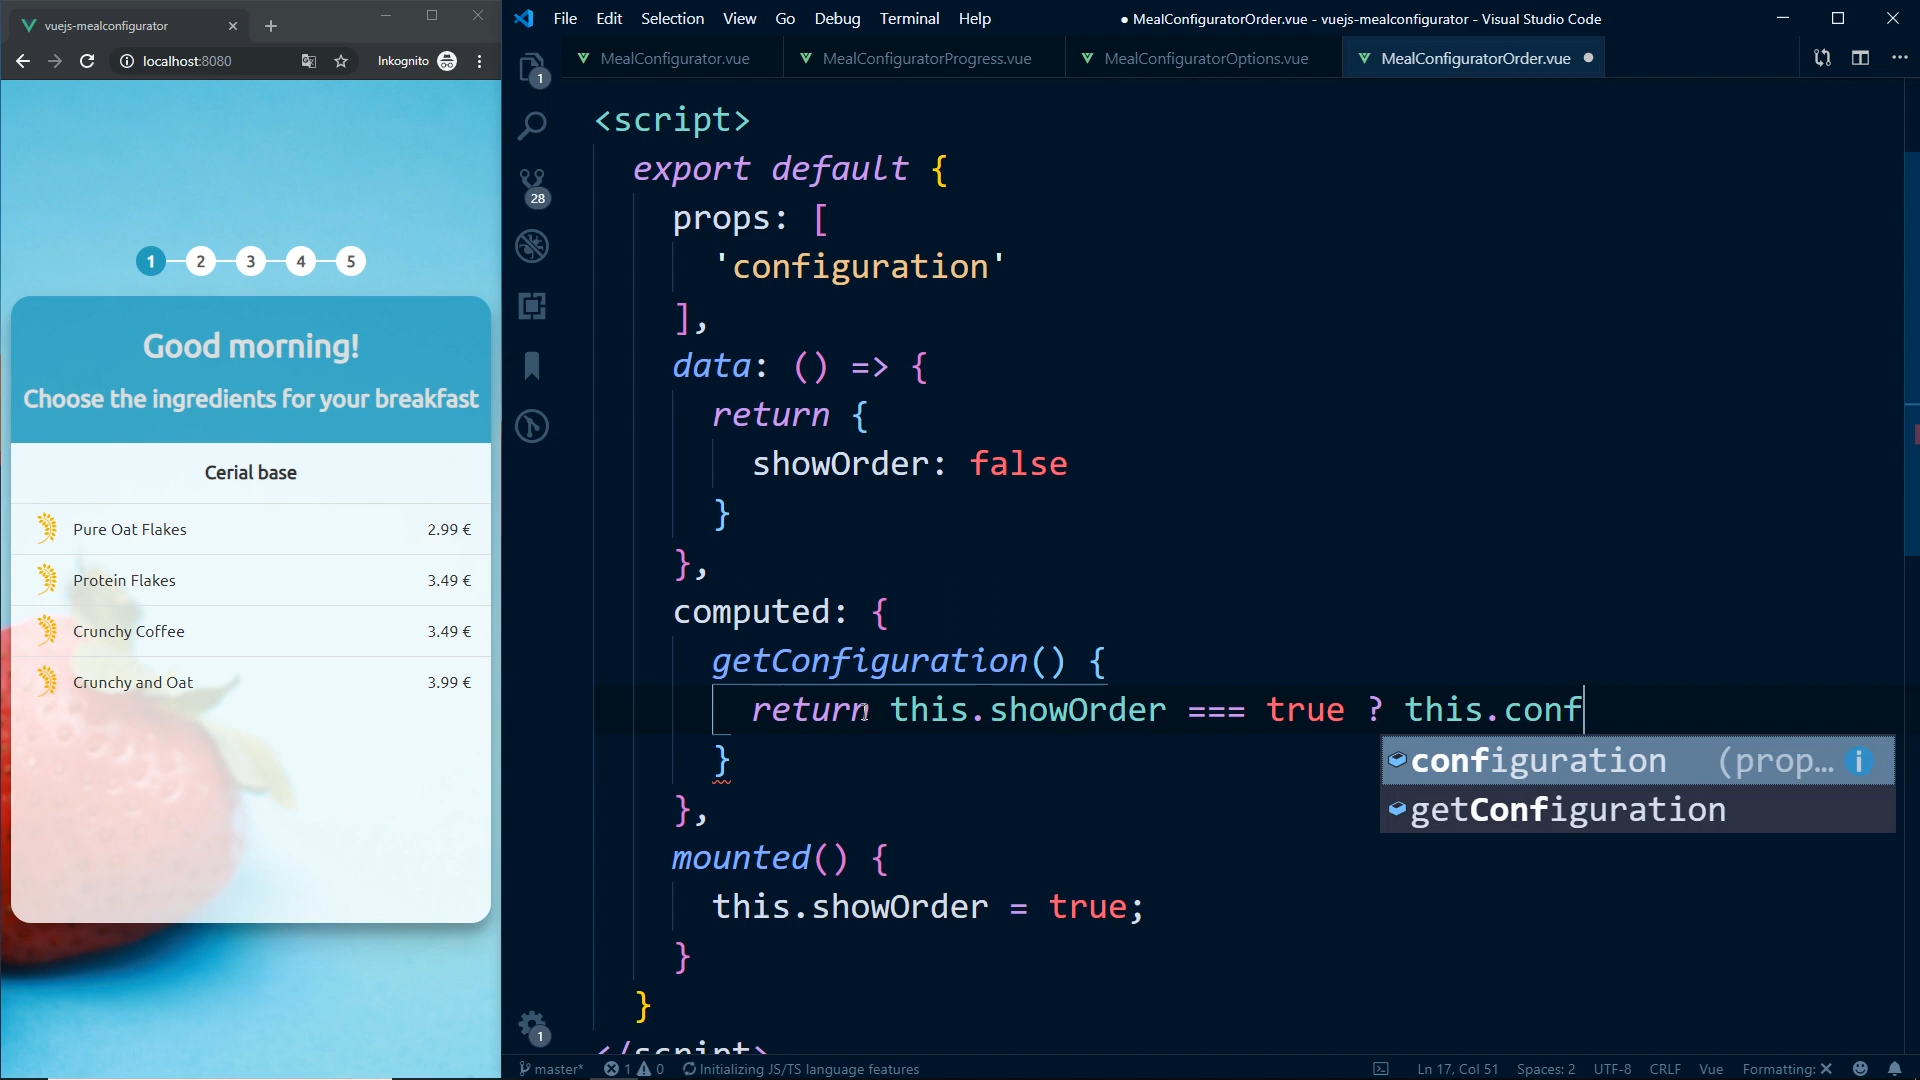 vuejs-mealconfigurator
localhost:8080
Inkognito
1 2 3 4 5
Good morning!
Choose the ingredients for your breakfast
Cerial base
Pure Oat Flakes 2.99 €
Protein Flakes 3.49 €
Crunchy Coffee 3.49 €
Crunchy and Oat 3.99 €
File Edit Selection View Go Debug Terminal Help
● MealConfiguratorOrder.vue - vuejs-mealconfigurator - Visual Studio Code
MealConfigurator.vue MealConfiguratorProgress.vue MealConfiguratorOptions.vue MealConfiguratorOrder.vue
1
28
1
<script>
export default {
props: [
'configuration'
],
data: () => {
return {
showOrder: false
}
},
computed: {
getConfiguration() {
return this.showOrder === true ? this.conf
configuration (prop...
getConfiguration
}
},
mounted() {
this.showOrder = true;
}
}
</script>
master* 1 0 Initializing JS/TS language features
Ln 17, Col 51 Spaces: 2 UTF-8 CRLF Vue Formatting: ✕